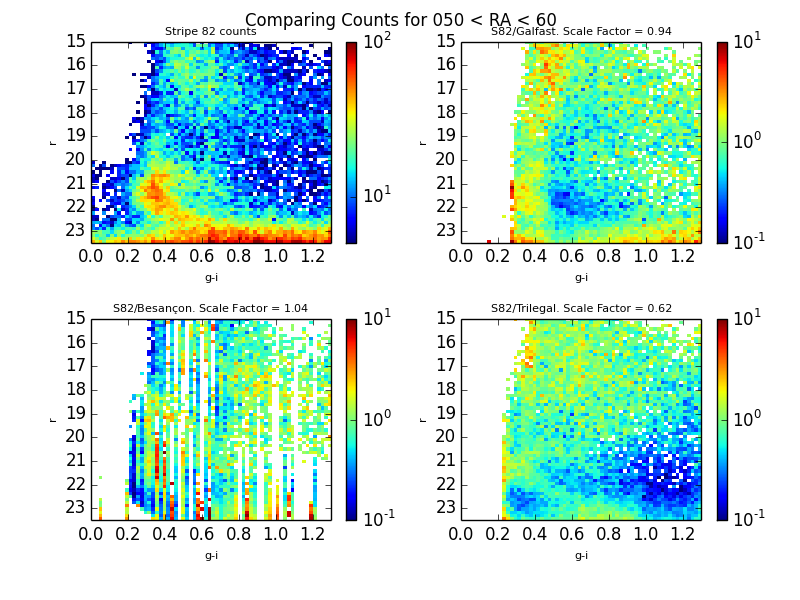 Comparing Counts for 050 < RA < 60
Stripe 82 counts
15
16
17
18
19
20
21
22
23
r
0.0 0.2 0.4 0.6 0.8 1.0 1.2
g-i
10^2
10^1
S82/Galfast. Scale Factor = 0.94
15
16
17
18
19
20
21
22
23
r
0.0 0.2 0.4 0.6 0.8 1.0 1.2
g-i
10^1
10^0
10^-1
S82/Besançon. Scale Factor = 1.04
15
16
17
18
19
20
21
22
23
r
0.0 0.2 0.4 0.6 0.8 1.0 1.2
g-i
10^1
10^0
10^-1
S82/Trilegal. Scale Factor = 0.62
15
16
17
18
19
20
21
22
23
r
0.0 0.2 0.4 0.6 0.8 1.0 1.2
g-i
10^1
10^0
10^-1